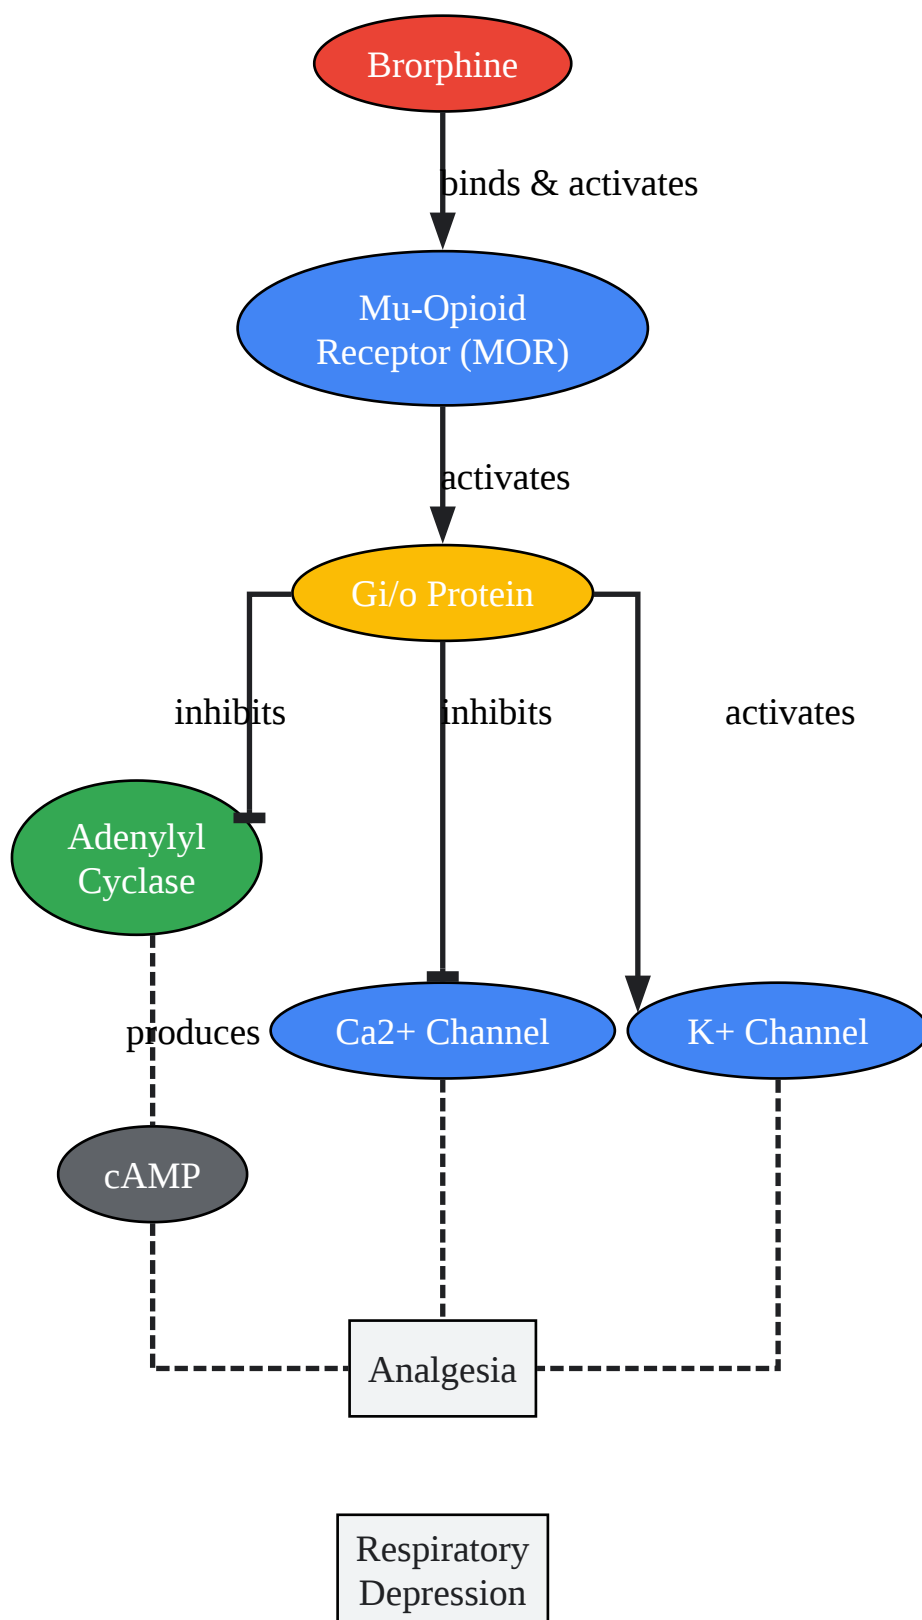 Brorphine
binds & activates
Mu-Opioid
Receptor (MOR)
activates
Gi/o Protein
inhibits
inhibits
activates
Adenylyl
Cyclase
produces
Ca2+ Channel
K+ Channel
cAMP
Analgesia
Respiratory
Depression